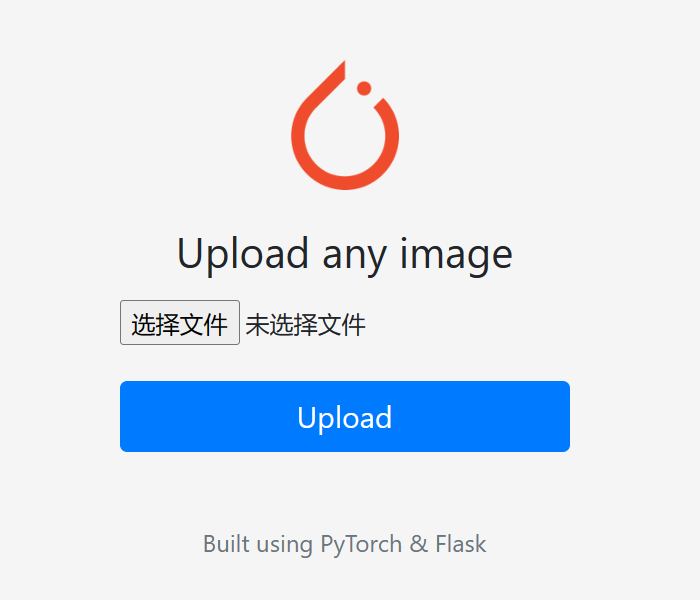 Upload any image
选择文件 未选择文件
Upload
Built using PyTorch & Flask